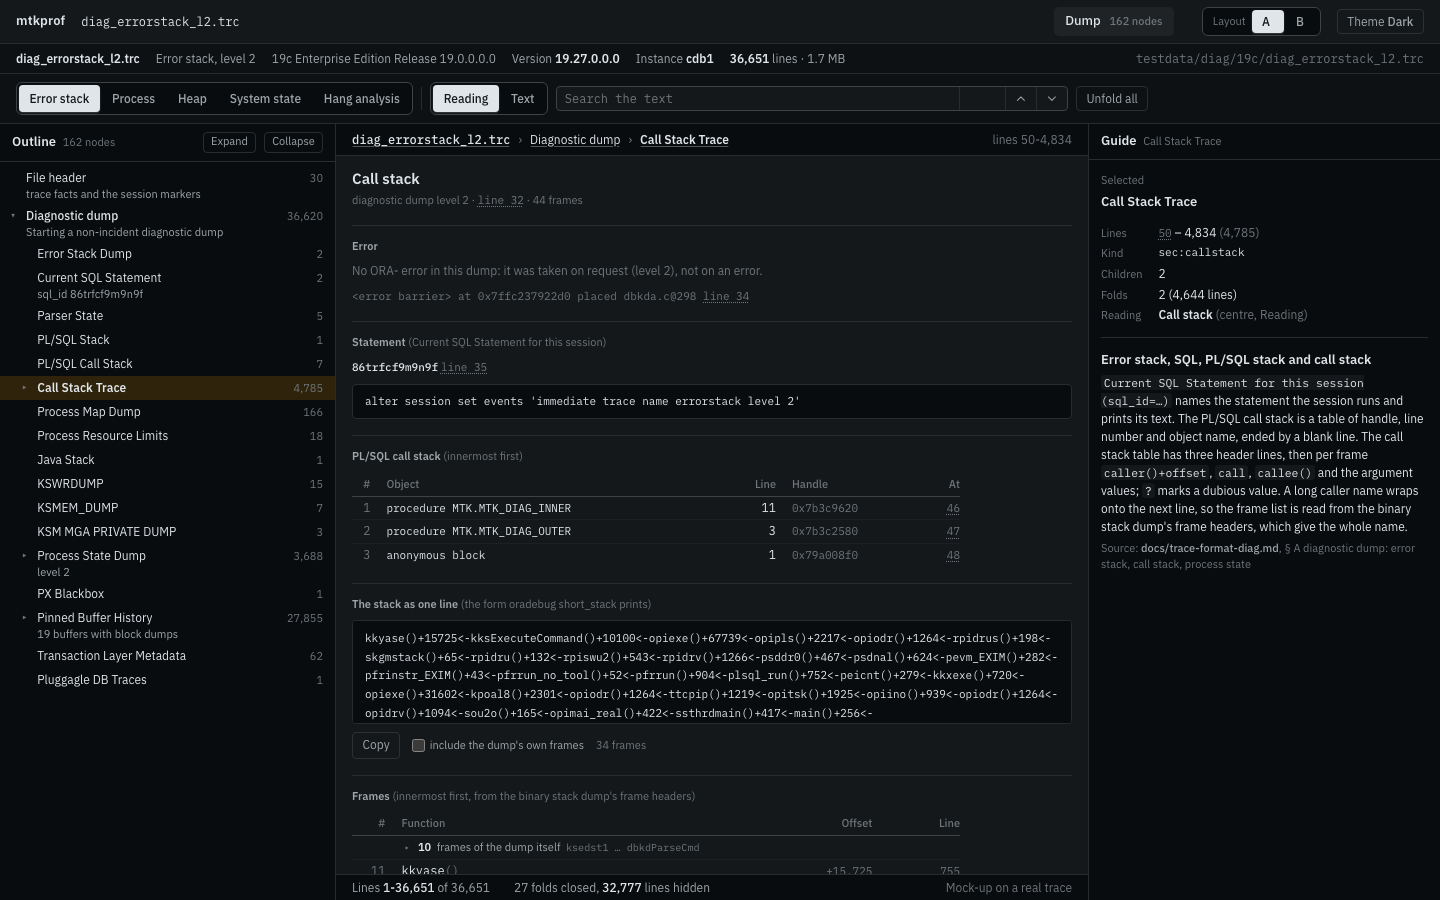 mtkprof diag_errorstack_l2.trc Dump 162 nodes Layout A B Theme Dark
diag_errorstack_l2.trc Error stack, level 2 19c Enterprise Edition Release 19.0.0.0.0 Version 19.27.0.0.0 Instance cdb1 36,651 lines · 1.7 MB testdata/diag/19c/diag_errorstack_l2.trc
Error stack Process Heap System state Hang analysis Reading Text Search the text Unfold all
Outline 162 nodes Expand Collapse
File header 30
trace facts and the session markers
Diagnostic dump 36,620
Starting a non-incident diagnostic dump
Error Stack Dump 2
Current SQL Statement 2
sql_id 86trfcf9m9n9f
Parser State 5
PL/SQL Stack 1
PL/SQL Call Stack 7
Call Stack Trace 4,785
Process Map Dump 166
Process Resource Limits 18
Java Stack 1
KSWRDUMP 15
KSMEM_DUMP 7
KSM MGA PRIVATE DUMP 3
Process State Dump 3,688
level 2
PX Blackbox 1
Pinned Buffer History 27,855
19 buffers with block dumps
Transaction Layer Metadata 62
Pluggagle DB Traces 1
diag_errorstack_l2.trc › Diagnostic dump › Call Stack Trace lines 50-4,834
Call stack
diagnostic dump level 2 · line 32 · 44 frames
Error
No ORA- error in this dump: it was taken on request (level 2), not on an error.
<error barrier> at 0x7ffc237922d0 placed dbkda.c@298 line 34
Statement (Current SQL Statement for this session)
86trfcf9m9n9f line 35
alter session set events 'immediate trace name errorstack level 2'
PL/SQL call stack (innermost first)
# Object Line Handle At
1 procedure MTK.MTK_DIAG_INNER 11 0x7b3c9620 46
2 procedure MTK.MTK_DIAG_OUTER 3 0x7b3c2580 47
3 anonymous block 1 0x79a008f0 48
The stack as one line (the form oradebug short_stack prints)
kkyase()+15725<-kksExecuteCommand()+10100<-opiexe()+67739<-opipls()+2217<-opiodr()+1264<-rpidrus()+198<-
skgmstack()+65<-rpidru()+132<-rpiswu2()+543<-rpidrv()+1266<-psddr0()+467<-psdnal()+624<-pevm_EXIM()+282<-
pfrinstr_EXIM()+43<-pfrrun_no_tool()+52<-pfrrun()+904<-plsql_run()+752<-peicnt()+279<-kkxexe()+720<-
opiexe()+31602<-kpoal8()+2301<-opiodr()+1264<-ttcpip()+1219<-opitsk()+1925<-opiino()+939<-opiodr()+1264<-
opidrv()+1094<-sou2o()+165<-opimai_real()+422<-ssthrdmain()+417<-main()+256<-
Copy include the dump's own frames 34 frames
Frames (innermost first, from the binary stack dump's frame headers)
# Function Offset Line
10 frames of the dump itself ksedst1 … dbkdParseCmd
11 kkyase() +15,725 755
Lines 1-36,651 of 36,651 27 folds closed, 32,777 lines hidden Mock-up on a real trace
Guide Call Stack Trace
Selected
Call Stack Trace
Lines 50 – 4,834 (4,785)
Kind sec:callstack
Children 2
Folds 2 (4,644 lines)
Reading Call stack (centre, Reading)
Error stack, SQL, PL/SQL stack and call stack
Current SQL Statement for this session
(sql_id=…) names the statement the session runs and
prints its text. The PL/SQL call stack is a table of handle, line
number and object name, ended by a blank line. The call
stack table has three header lines, then per frame
caller()+offset, call, callee() and the argument
values; ? marks a dubious value. A long caller name wraps
onto the next line, so the frame list is read from the binary
stack dump's frame headers, which give the whole name.
Source: docs/trace-format-diag.md, § A diagnostic dump: error
stack, call stack, process state